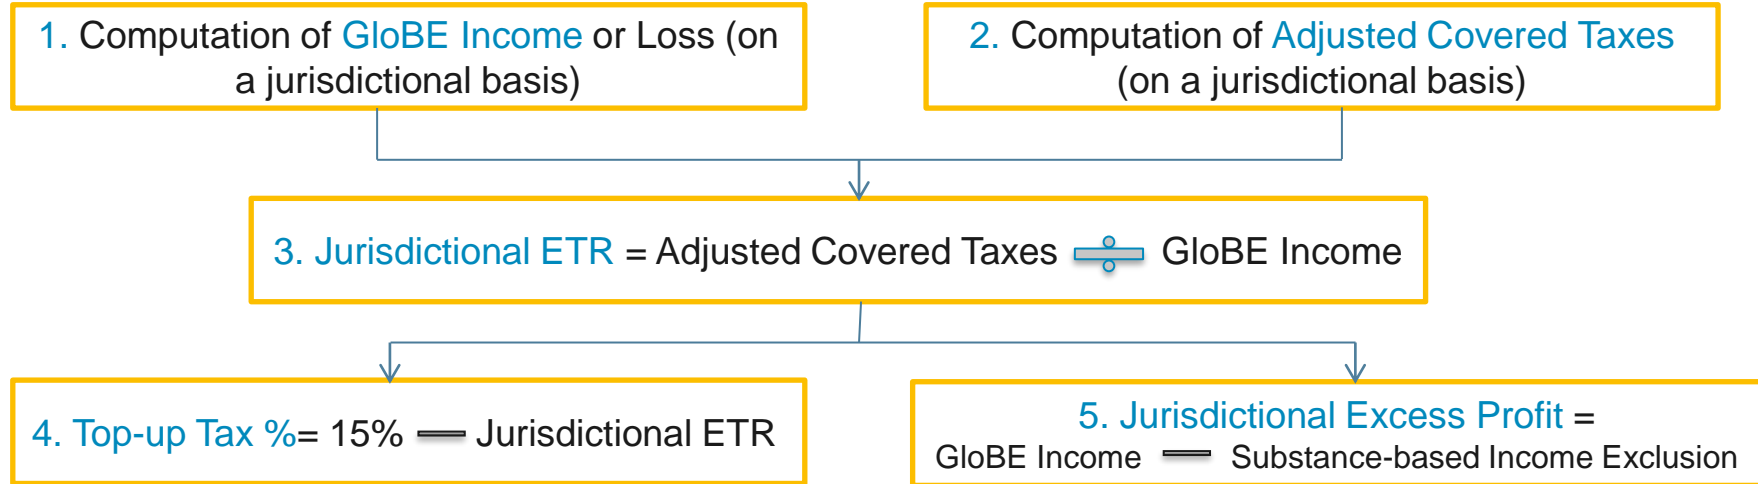 1. Computation of GloBE Income or Loss (on
a jurisdictional basis)
2. Computation of Adjusted Covered Taxes
(on a jurisdictional basis)
3. Jurisdictional ETR = Adjusted Covered Taxes ÷ GloBE Income
4. Top-up Tax %= 15% — Jurisdictional ETR
5. Jurisdictional Excess Profit =
GloBE Income — Substance-based Income Exclusion